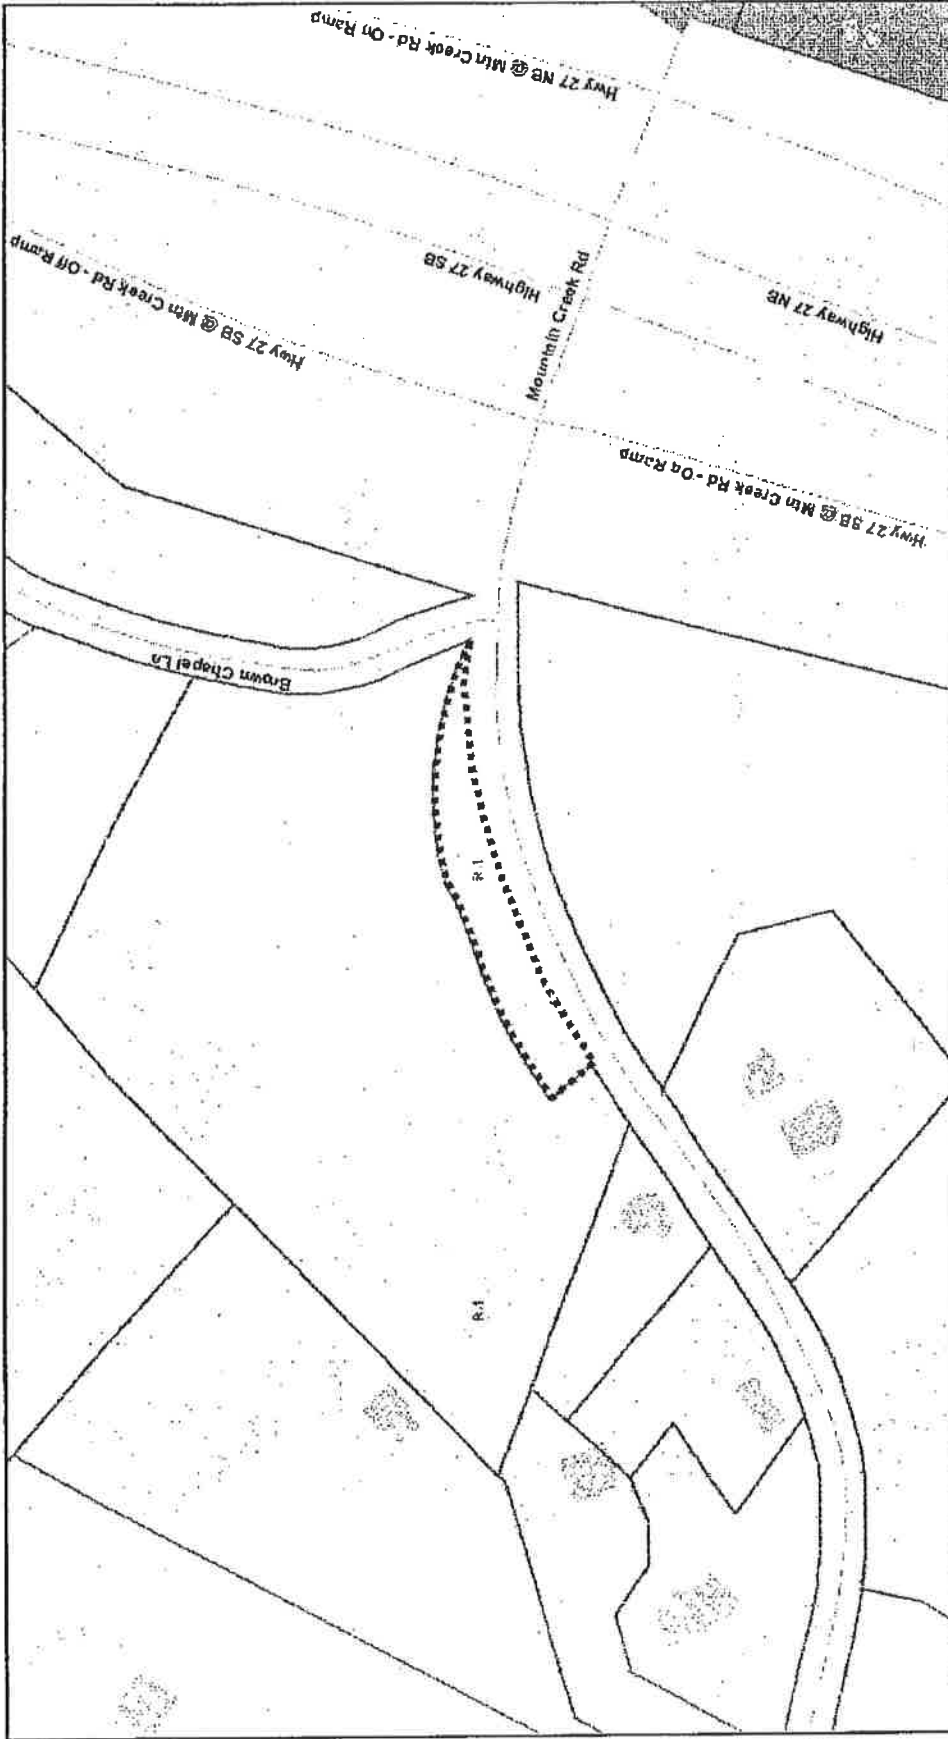 Hwy 27 NB @ Mtn Creek Rd - On Ramp
Hwy 27 SB @ Mtn Creek Rd - Off Ramp
Highway 27 SB
Highway 27 NB
Mountain Creek Rd
Hwy 27 SB @ Mtn Creek Rd - On Ramp
Brown Chapel Ln
R-1
R-1